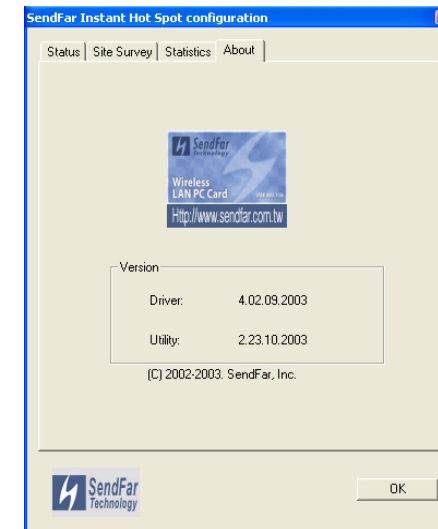 SendFar Instant Hot Spot configuration
Status Site Survey Statistics About
SendFar
Technology
Wireless
LAN PC Card
Http://www.sendfar.com.tw
Version
Driver: 4.02.09.2003
Utility: 2.23.10.2003
(C) 2002-2003. SendFar, Inc.
SendFar
Technology
OK